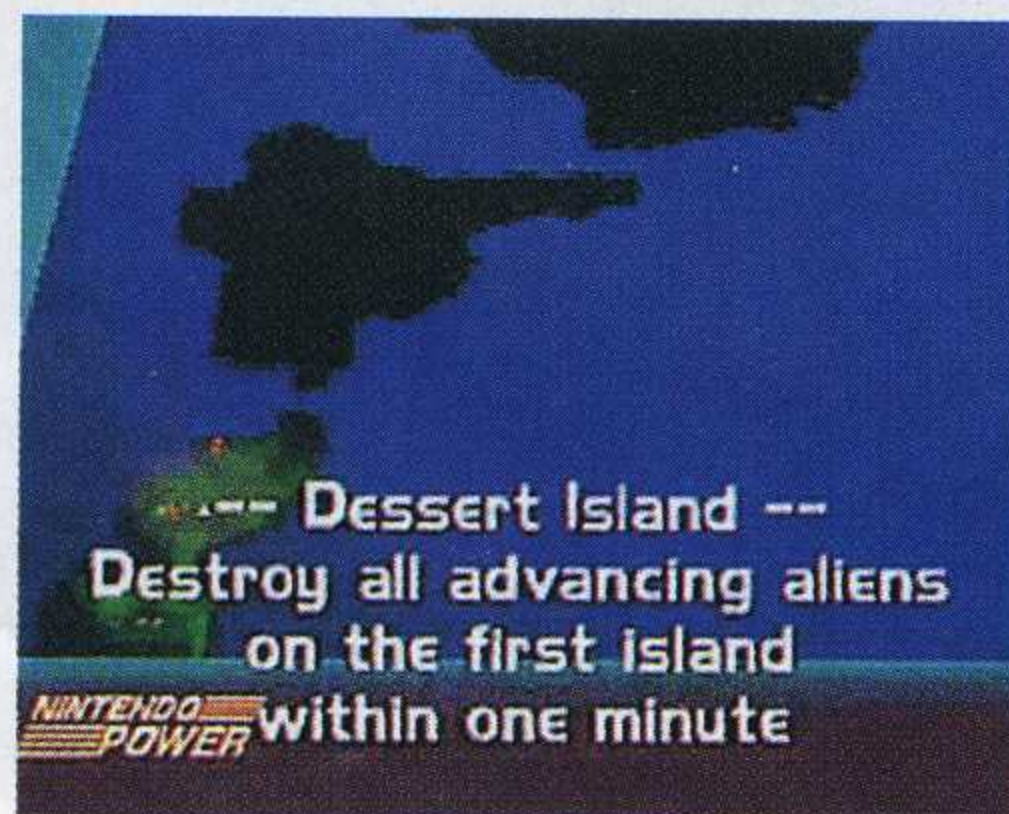 -- Dessert Island --
Destroy all advancing aliens
on the first island
within one minute
NINTENDO
POWER